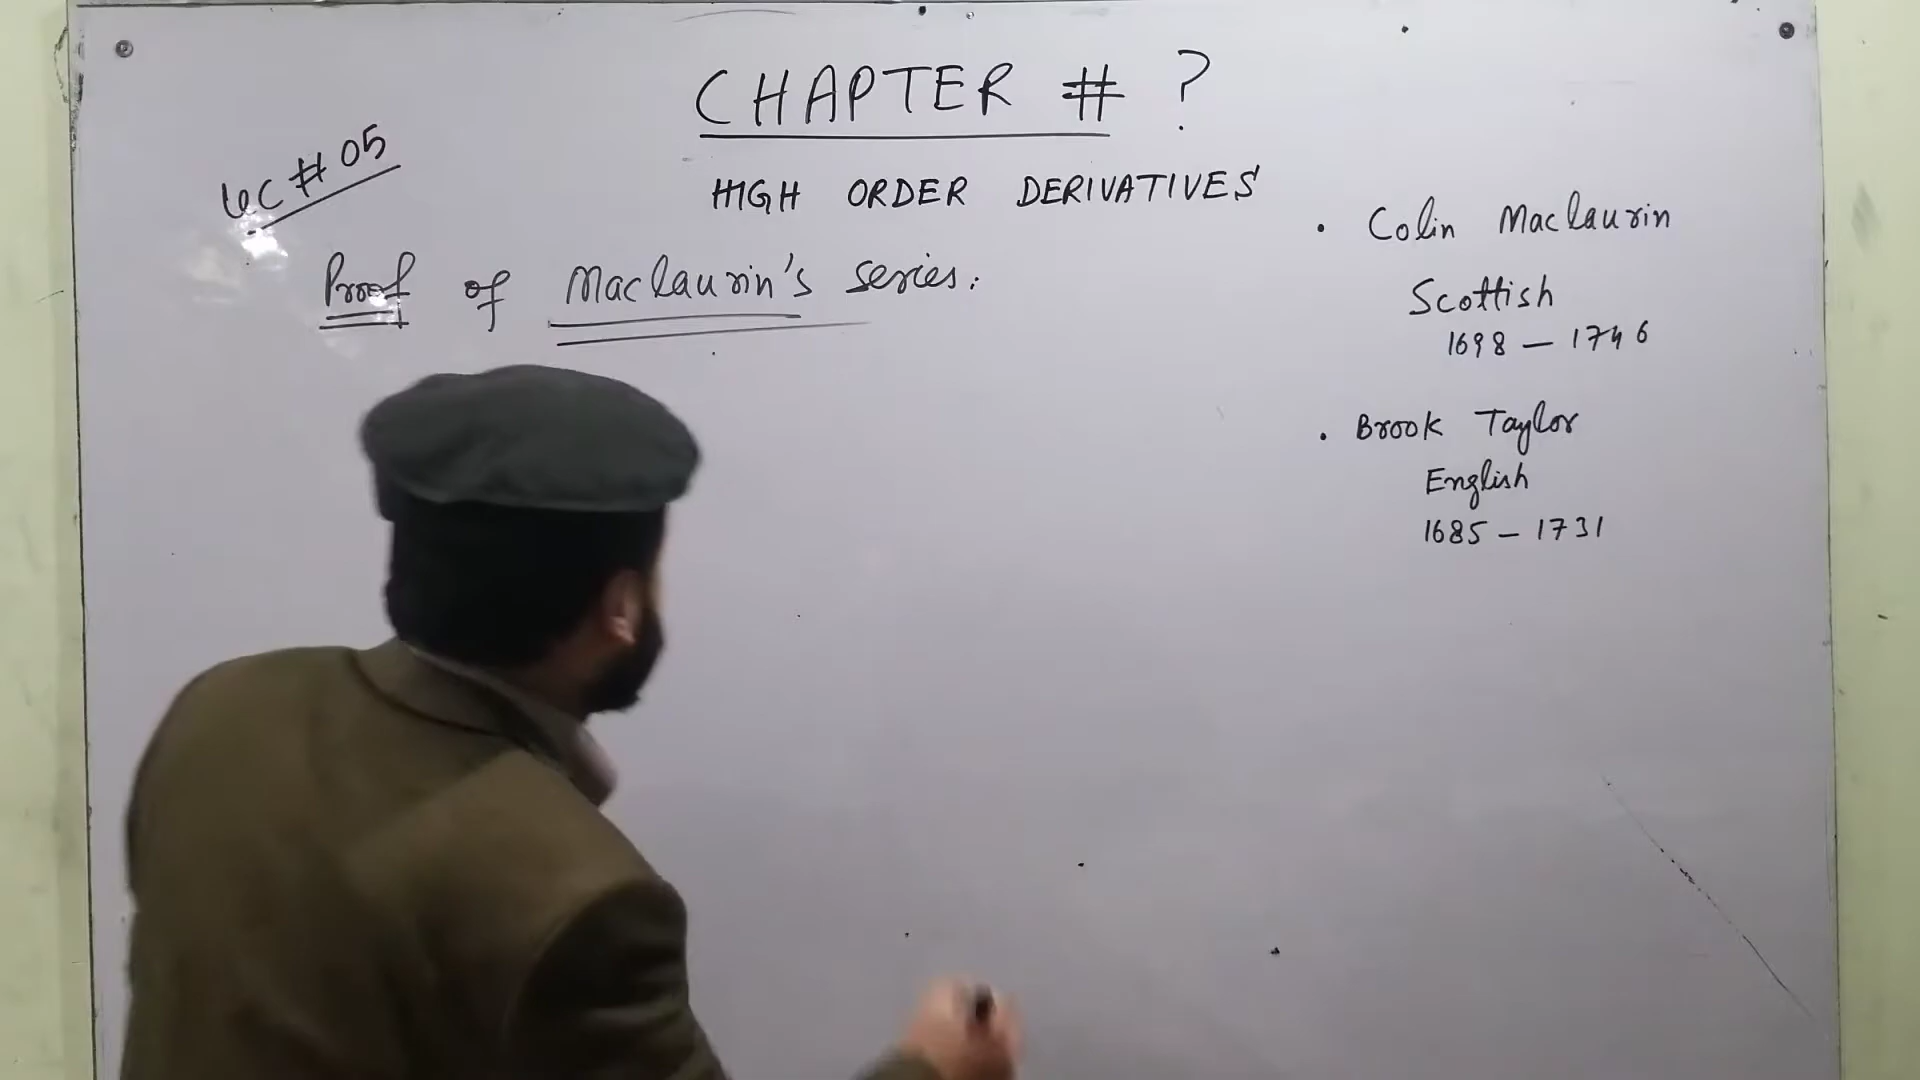 CHAPTER # ?
Lec # 05
HIGH ORDER DERIVATIVES
Proof of Maclaurin's series:
• Colin Maclaurin
Scottish
1698 — 1746
• Brook Taylor
English
1685 — 1731